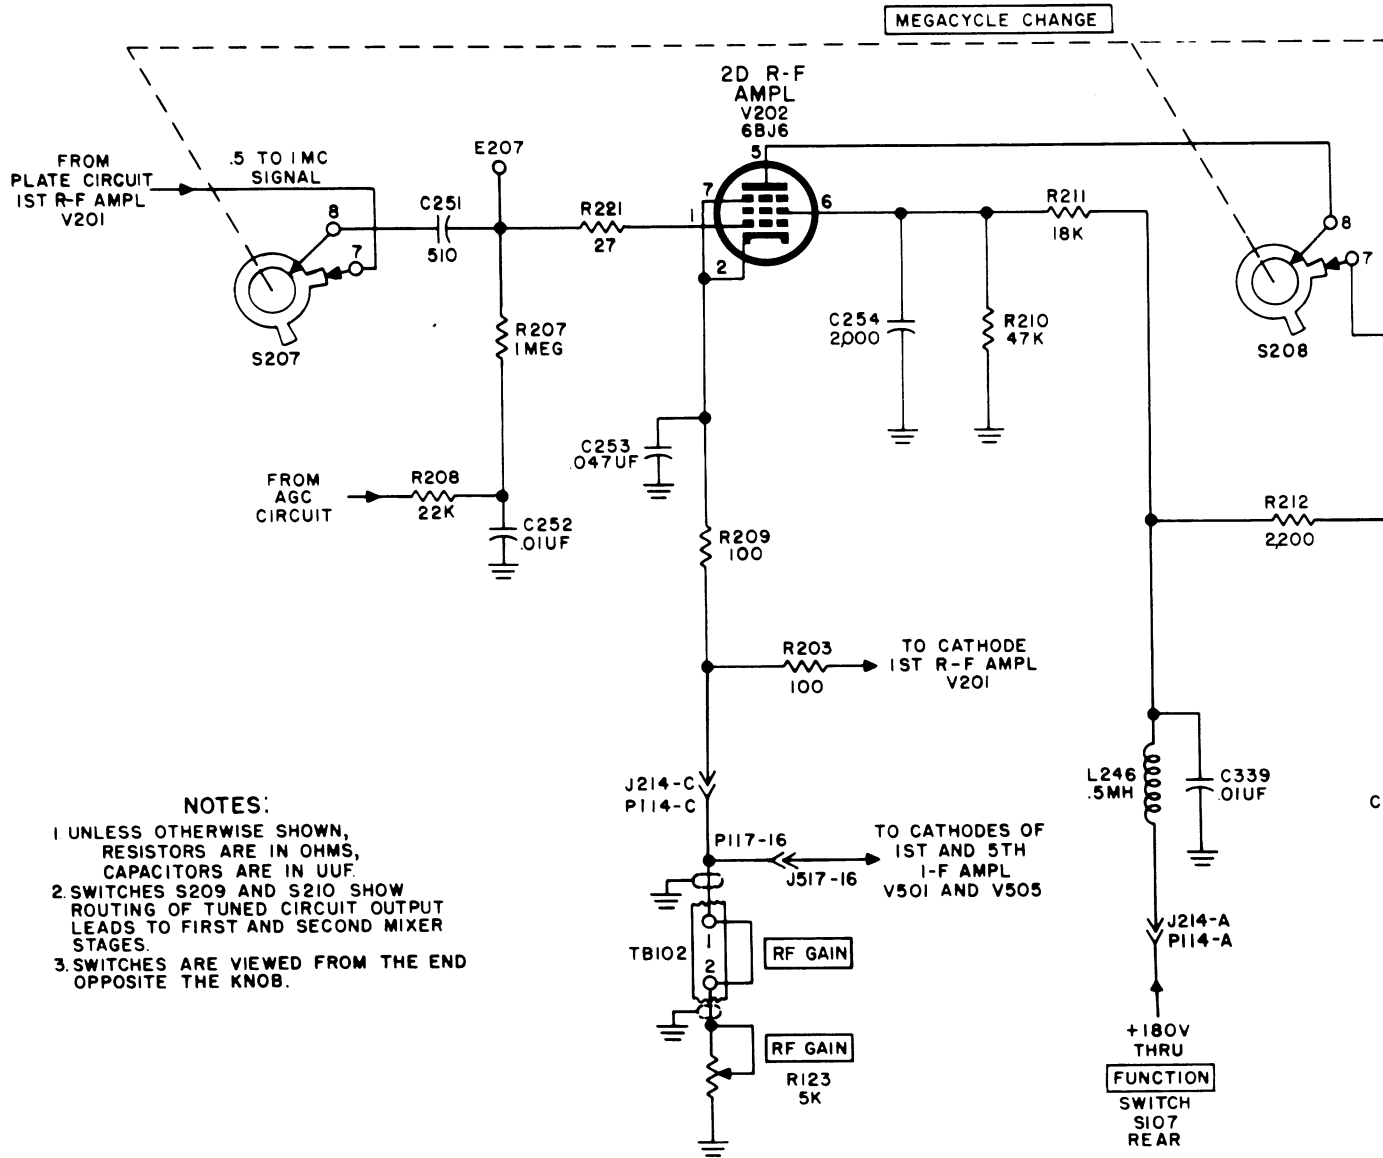 MEGACYCLE CHANGE
2D R-F
AMPL
V202
6BJ6
5
E207
FROM
PLATE CIRCUIT
1ST R-F AMPL
V201
.5 TO 1MC
SIGNAL
8
7
S207
C251
510
R221
27
1
7
2
6
R211
18K
8
7
S208
R207
1MEG
C254
2,000
R210
47K
C253
.047UF
FROM
AGC
CIRCUIT
R208
22K
C252
.01UF
R209
100
R212
2,200
R203
100
TO CATHODE
1ST R-F AMPL
V201
J214-C
P114-C
L246
.5MH
C339
.01UF
C
P117-16
J517-16
TO CATHODES OF
1ST AND 5TH
I-F AMPL
V501 AND V505
NOTES:
1. UNLESS OTHERWISE SHOWN,
RESISTORS ARE IN OHMS,
CAPACITORS ARE IN UUF.
2. SWITCHES S209 AND S210 SHOW
ROUTING OF TUNED CIRCUIT OUTPUT
LEADS TO FIRST AND SECOND MIXER
STAGES.
3. SWITCHES ARE VIEWED FROM THE END
OPPOSITE THE KNOB.
TB102
1
2
RF GAIN
J214-A
P114-A
RF GAIN
R123
5K
+180V
THRU
FUNCTION
SWITCH
S107
REAR